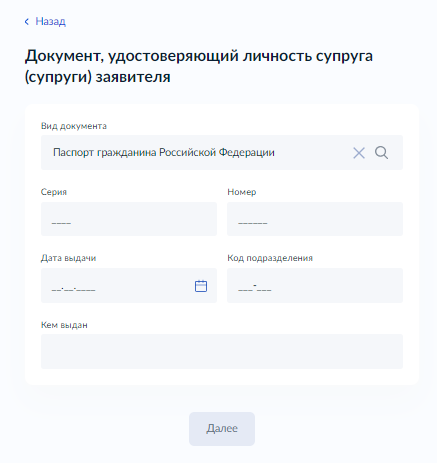 Назад
Документ, удостоверяющий личность супруга
(супруги) заявителя
Вид документа
Паспорт гражданина Российской Федерации
Серия
Номер
____
______
Дата выдачи
Код подразделения
__.__.____
___-___
Кем выдан
Далее